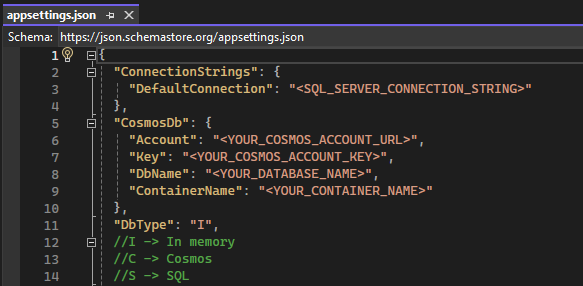 appsettings.json
Schema: https://json.schemastore.org/appsettings.json
1 {
2 "ConnectionStrings": {
3 "DefaultConnection": "<SQL_SERVER_CONNECTION_STRING>"
4 },
5 "CosmosDb": {
6 "Account": "<YOUR_COSMOS_ACCOUNT_URL>",
7 "Key": "<YOUR_COSMOS_ACCOUNT_KEY>",
8 "DbName": "<YOUR_DATABASE_NAME>",
9 "ContainerName": "<YOUR_CONTAINER_NAME>"
10 },
11 "DbType": "I",
12 //I -> In memory
13 //C -> Cosmos
14 //S -> SQL